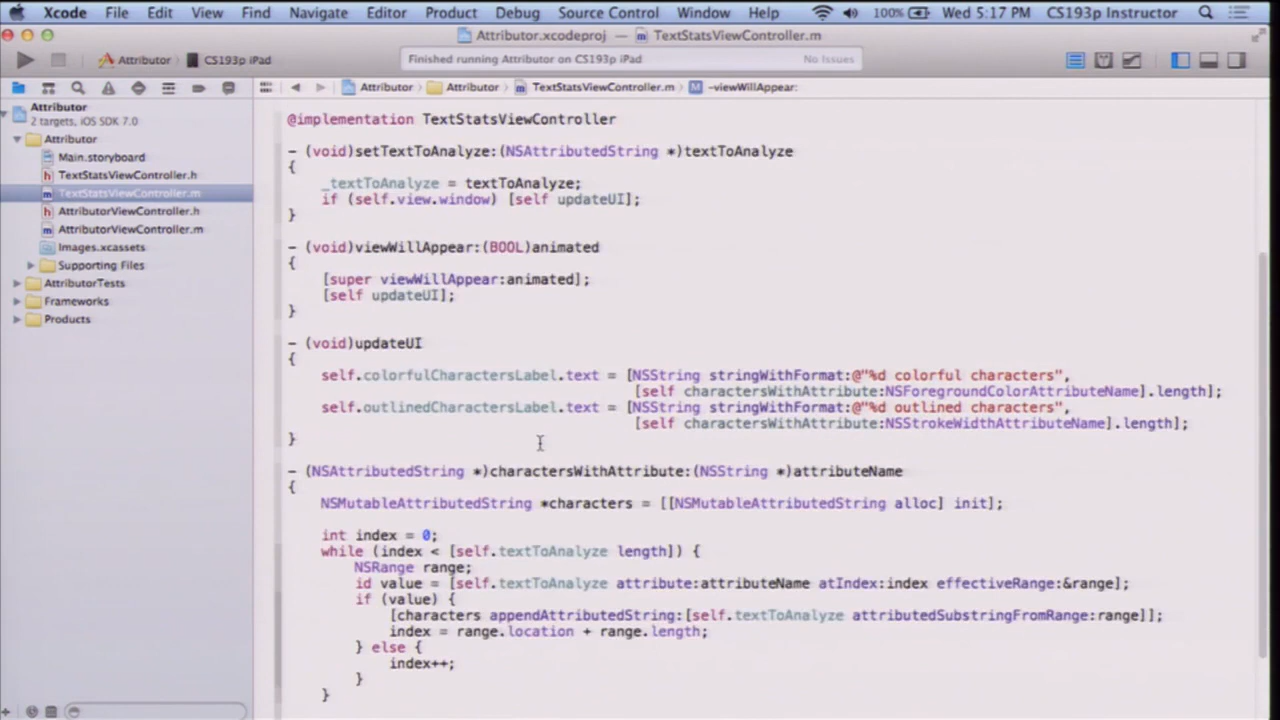 Xcode File Edit View Find Navigate Editor Product Debug Source Control Window Help 100% Wed 5:17 PM CS193p Instructor
Attributor.xcodeproj — TextStatsViewController.m
Attributor CS193p iPad Finished running Attributor on CS193p iPad No Issues
Attributor Attributor TextStatsViewController.m M -viewWillAppear:
Attributor
2 targets, iOS SDK 7.0
Attributor
Main.storyboard
TextStatsViewController.h
TextStatsViewController.m
AttributorViewController.h
AttributorViewController.m
Images.xcassets
Supporting Files
AttributorTests
Frameworks
Products
@implementation TextStatsViewController
- (void)setTextToAnalyze:(NSAttributedString *)textToAnalyze
{
_textToAnalyze = textToAnalyze;
if (self.view.window) [self updateUI];
}
- (void)viewWillAppear:(BOOL)animated
{
[super viewWillAppear:animated];
[self updateUI];
}
- (void)updateUI
{
self.colorfulCharactersLabel.text = [NSString stringWithFormat:@"%d colorful characters",
[self charactersWithAttribute:NSForegroundColorAttributeName].length];
self.outlinedCharactersLabel.text = [NSString stringWithFormat:@"%d outlined characters",
[self charactersWithAttribute:NSStrokeWidthAttributeName].length];
}
- (NSAttributedString *)charactersWithAttribute:(NSString *)attributeName
{
NSMutableAttributedString *characters = [[NSMutableAttributedString alloc] init];
int index = 0;
while (index < [self.textToAnalyze length]) {
NSRange range;
id value = [self.textToAnalyze attribute:attributeName atIndex:index effectiveRange:&range];
if (value) {
[characters appendAttributedString:[self.textToAnalyze attributedSubstringFromRange:range]];
index = range.location + range.length;
} else {
index++;
}
}